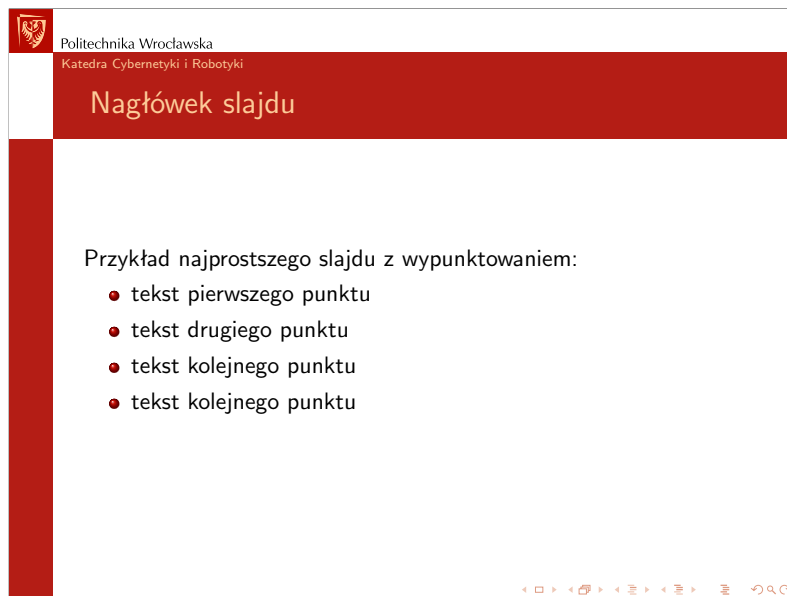 Politechnika Wrocławska
Katedra Cybernetyki i Robotyki
Nagłówek slajdu
Przykład najprostszego slajdu z wypunktowaniem:
tekst pierwszego punktu
tekst drugiego punktu
tekst kolejnego punktu
tekst kolejnego punktu